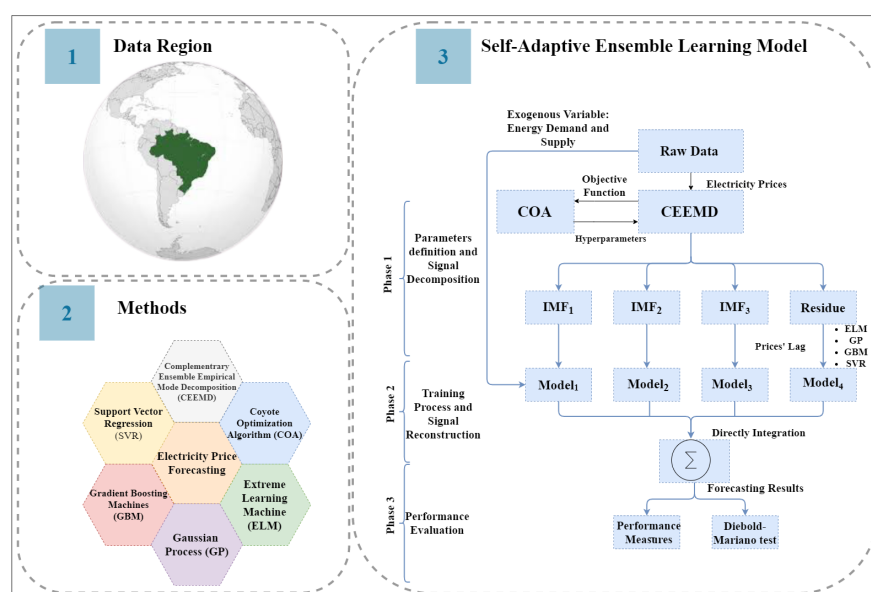 1
Data Region
2
Methods
Complementrary
Ensemble Empirical
Mode Decomposition
(CEEMD)
Support Vector
Regression
(SVR)
Coyote
Optimization
Algorithm (COA)
Electricity Price
Forecasting
Gradient Boosting
Machines
(GBM)
Extreme
Learning
Machine
(ELM)
Gaussian
Process (GP)
3
Self-Adaptive Ensemble Learning Model
Exogenous Variable:
Energy Demand and
Supply
Raw Data
Objective
Function
Electricity Prices
COA
CEEMD
Hyperparameters
Phase 1
Parameters
definition and
Signal
Decomposition
IMF1
IMF2
IMF3
Residue
Prices' Lag
• ELM
• GP
• GBM
• SVR
Phase 2
Training
Process and
Signal
Reconstruction
Model1
Model2
Model3
Model4
Directly Integration
∑
Forecasting Results
Phase 3
Performance
Evaluation
Performance
Measures
Diebold-
Mariano test